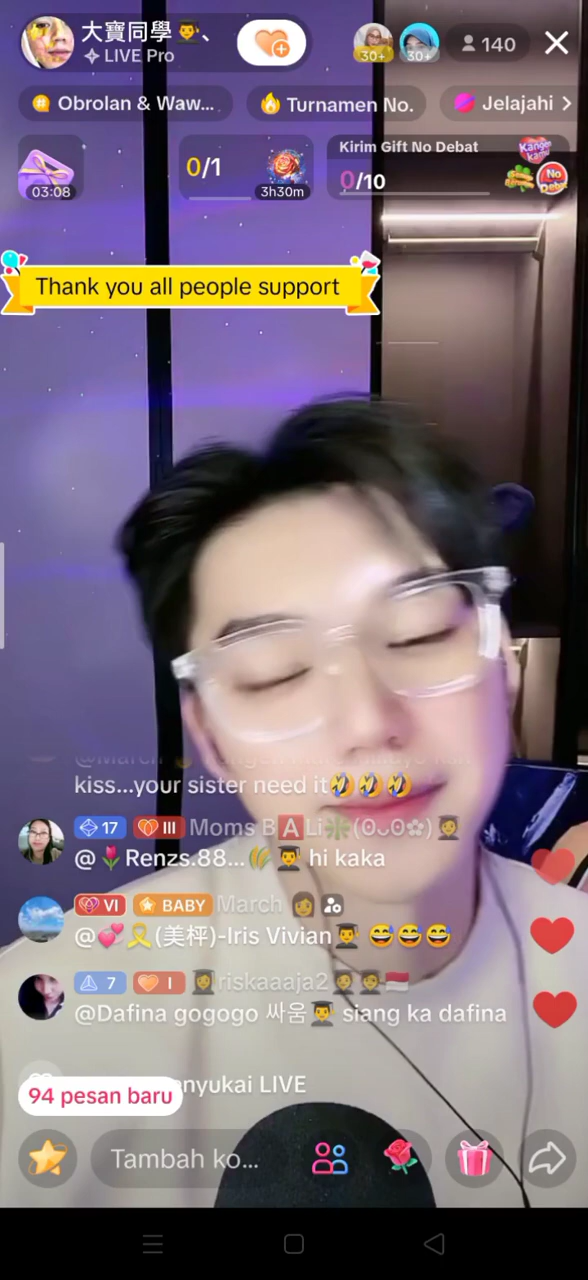 大寶同學👨‍🎓、
LIVE Pro
30+
30+
140
Obrolan & Waw...
Turnamen No.
Jelajahi
03:08
0/1
3h30m
Kirim Gift No Debat
0/10
Kangen kamu
No Debat
Thank you all people support
kiss...your sister need it🤣🤣🤣
17 III Moms B🅰Li❇(ʘᴗʘ✿)👩‍🎓
@🌷Renzs.88...🌾👨‍🎓 hi kaka
VI BABY March 👩
@💞🎗(美枰)-Iris Vivian👨‍🎓 😅😅😅
7 I 👩‍🎓riskaaaja2👩‍🎓👩‍🎓🇮🇩
@Dafina gogogo 싸움👨‍🎓 siang ka dafina
nyukai LIVE
94 pesan baru
Tambah ko...